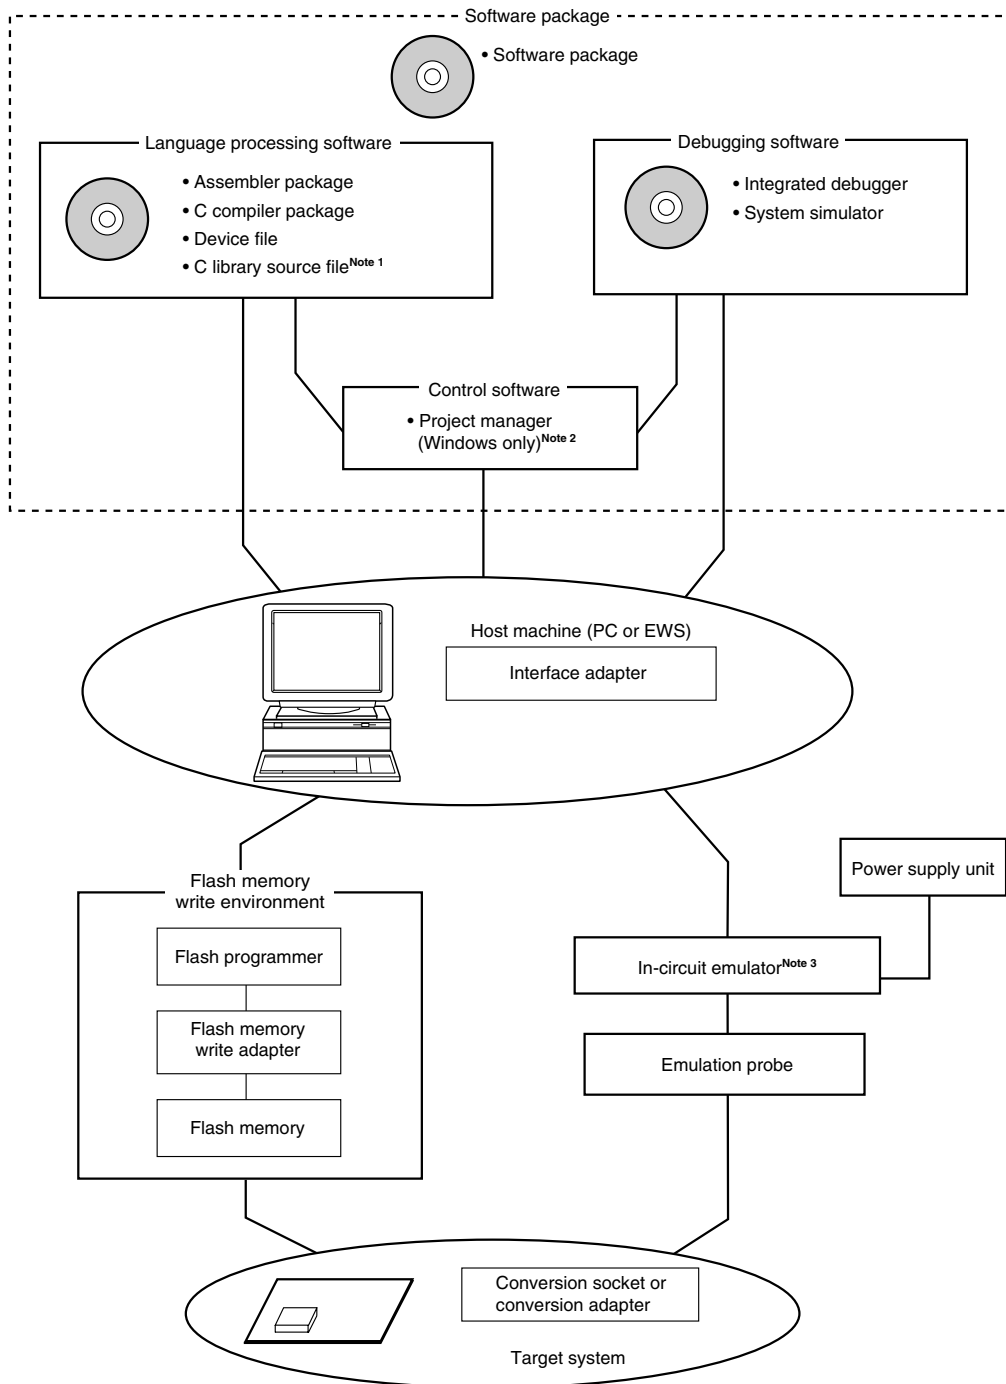 Software package
• Software package
Language processing software
• Assembler package
• C compiler package
• Device file
• C library source fileNote 1
Debugging software
• Integrated debugger
• System simulator
Control software
• Project manager
(Windows only)Note 2
Host machine (PC or EWS)
Interface adapter
Flash memory
write environment
Flash programmer
Flash memory
write adapter
Flash memory
Power supply unit
In-circuit emulatorNote 3
Emulation probe
Conversion socket or
conversion adapter
Target system